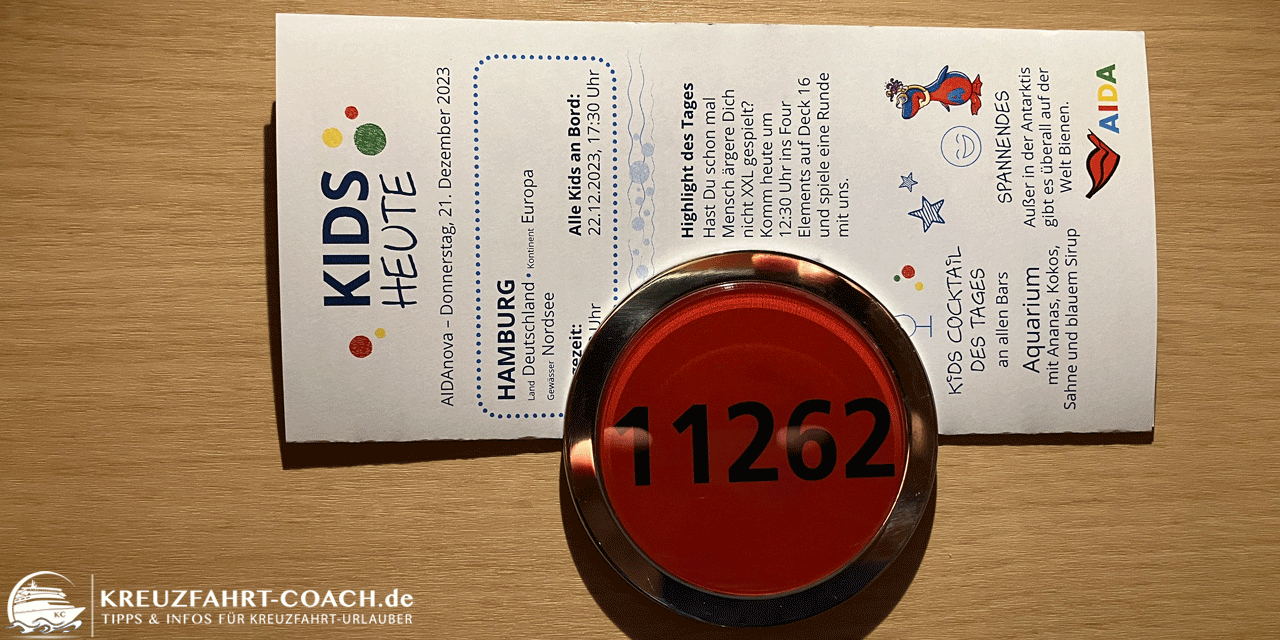 KIDS
HEUTE
AIDAnova – Donnerstag, 21. Dezember 2023
HAMBURG
Land Deutschland • Kontinent Europa
Gewässer Nordsee
Alle Kids an Bord:
22.12.2023, 17:30 Uhr
Uhr
Highlight des Tages
Hast Du schon mal
Mensch ärgere Dich
nicht XXL gespielt?
Komm heute um
12:30 Uhr ins Four
Elements auf Deck 16
und spiele eine Runde
mit uns.
KIDS COCKTAIL
DES TAGES
an allen Bars
Aquarium
mit Ananas, Kokos,
Sahne und blauem Sirup
SPANNENDES
Außer in der Antarktis
gibt es überall auf der
Welt Bienen.
AIDA
11262
KC
KREUZFAHRT-COACH.de
TIPPS & INFOS FÜR KREUZFAHRT-URLAUBER